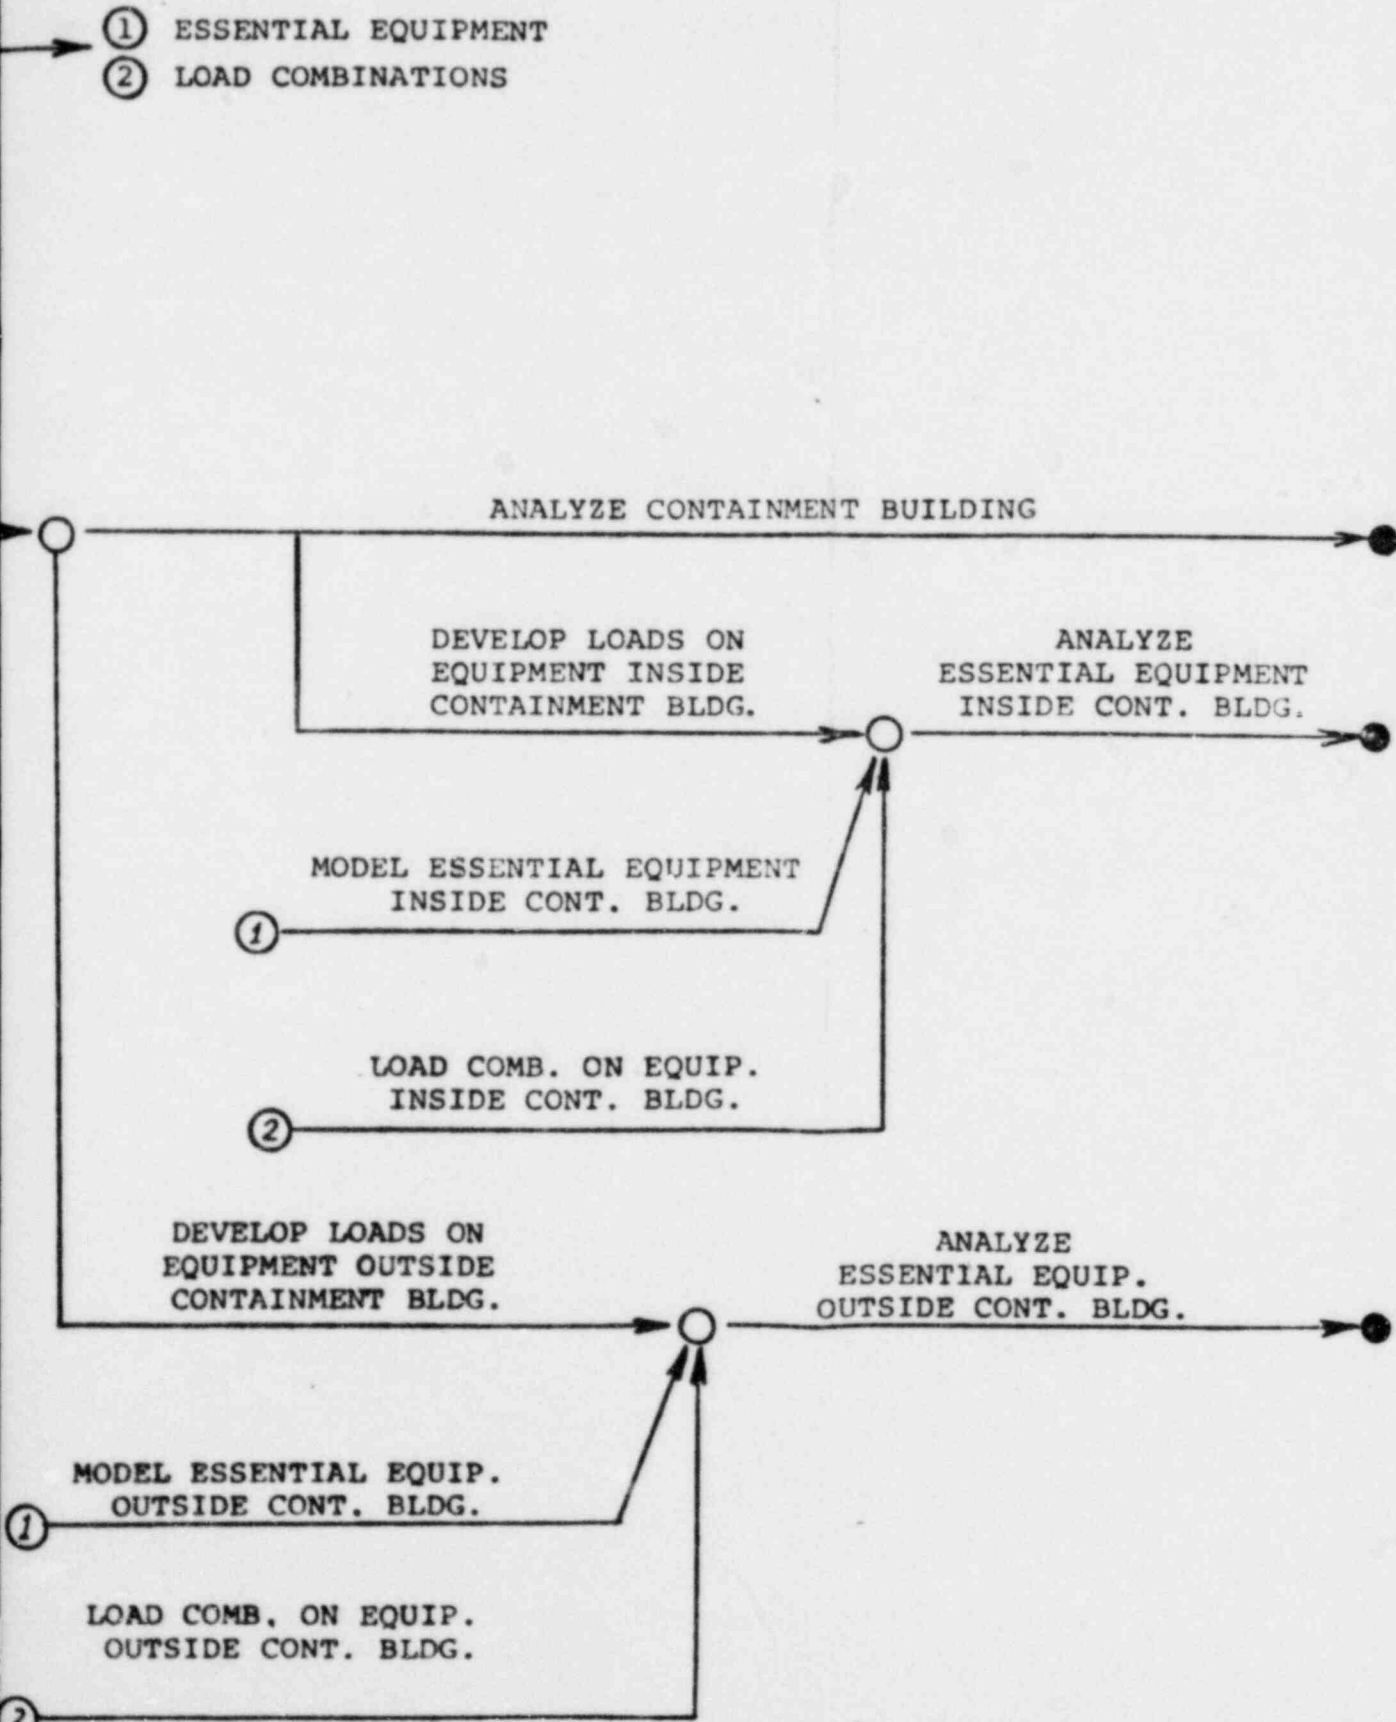 ① ESSENTIAL EQUIPMENT
② LOAD COMBINATIONS
ANALYZE CONTAINMENT BUILDING
DEVELOP LOADS ON
EQUIPMENT INSIDE
CONTAINMENT BLDG.
ANALYZE
ESSENTIAL EQUIPMENT
INSIDE CONT. BLDG.
MODEL ESSENTIAL EQUIPMENT
INSIDE CONT. BLDG.
①
LOAD COMB. ON EQUIP.
INSIDE CONT. BLDG.
②
DEVELOP LOADS ON
EQUIPMENT OUTSIDE
CONTAINMENT BLDG.
ANALYZE
ESSENTIAL EQUIP.
OUTSIDE CONT. BLDG.
MODEL ESSENTIAL EQUIP.
OUTSIDE CONT. BLDG.
①
LOAD COMB. ON EQUIP.
OUTSIDE CONT. BLDG.
②